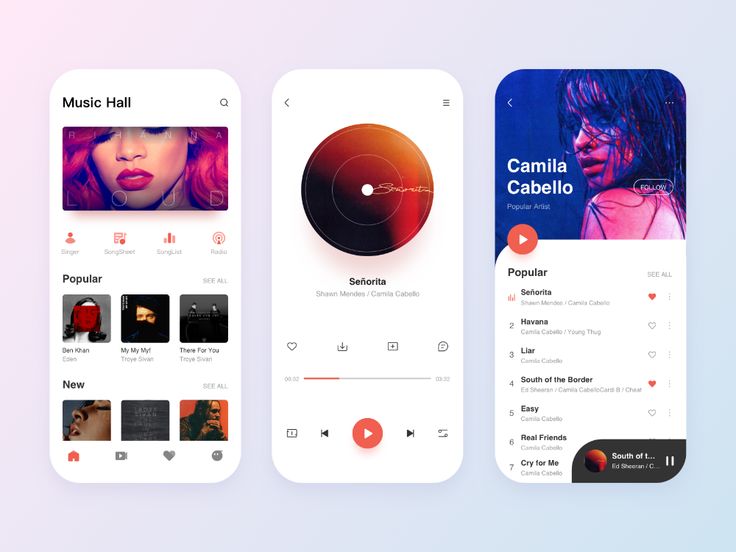 Music Hall
RIHANNA
LOUD
Singer
SongSheet
SongList
Radio
Popular
SEE ALL
Ben Khan
Eden
My My My!
Troye Sivan
There For You
Troye Sivan
New
SEE ALL
Señorita
Señorita
Shawn Mendes / Camila Cabello
00:32
03:32
1
Camila
Cabello
Popular Artist
FOLLOW
Popular
SEE ALL
Señorita
Shawn Mendes / Camila Cabello
2
Havana
Camila Cabello / Young Thug
3
Liar
Camila Cabello
4
South of the Border
Ed Sheeran / Camila CabelloCardi B / Cheat
5
Easy
Camila Cabello
6
Real Friends
Camila Cabello
7
Cry for Me
Camila Cabello
South of t...
Ed Sheeran / C...